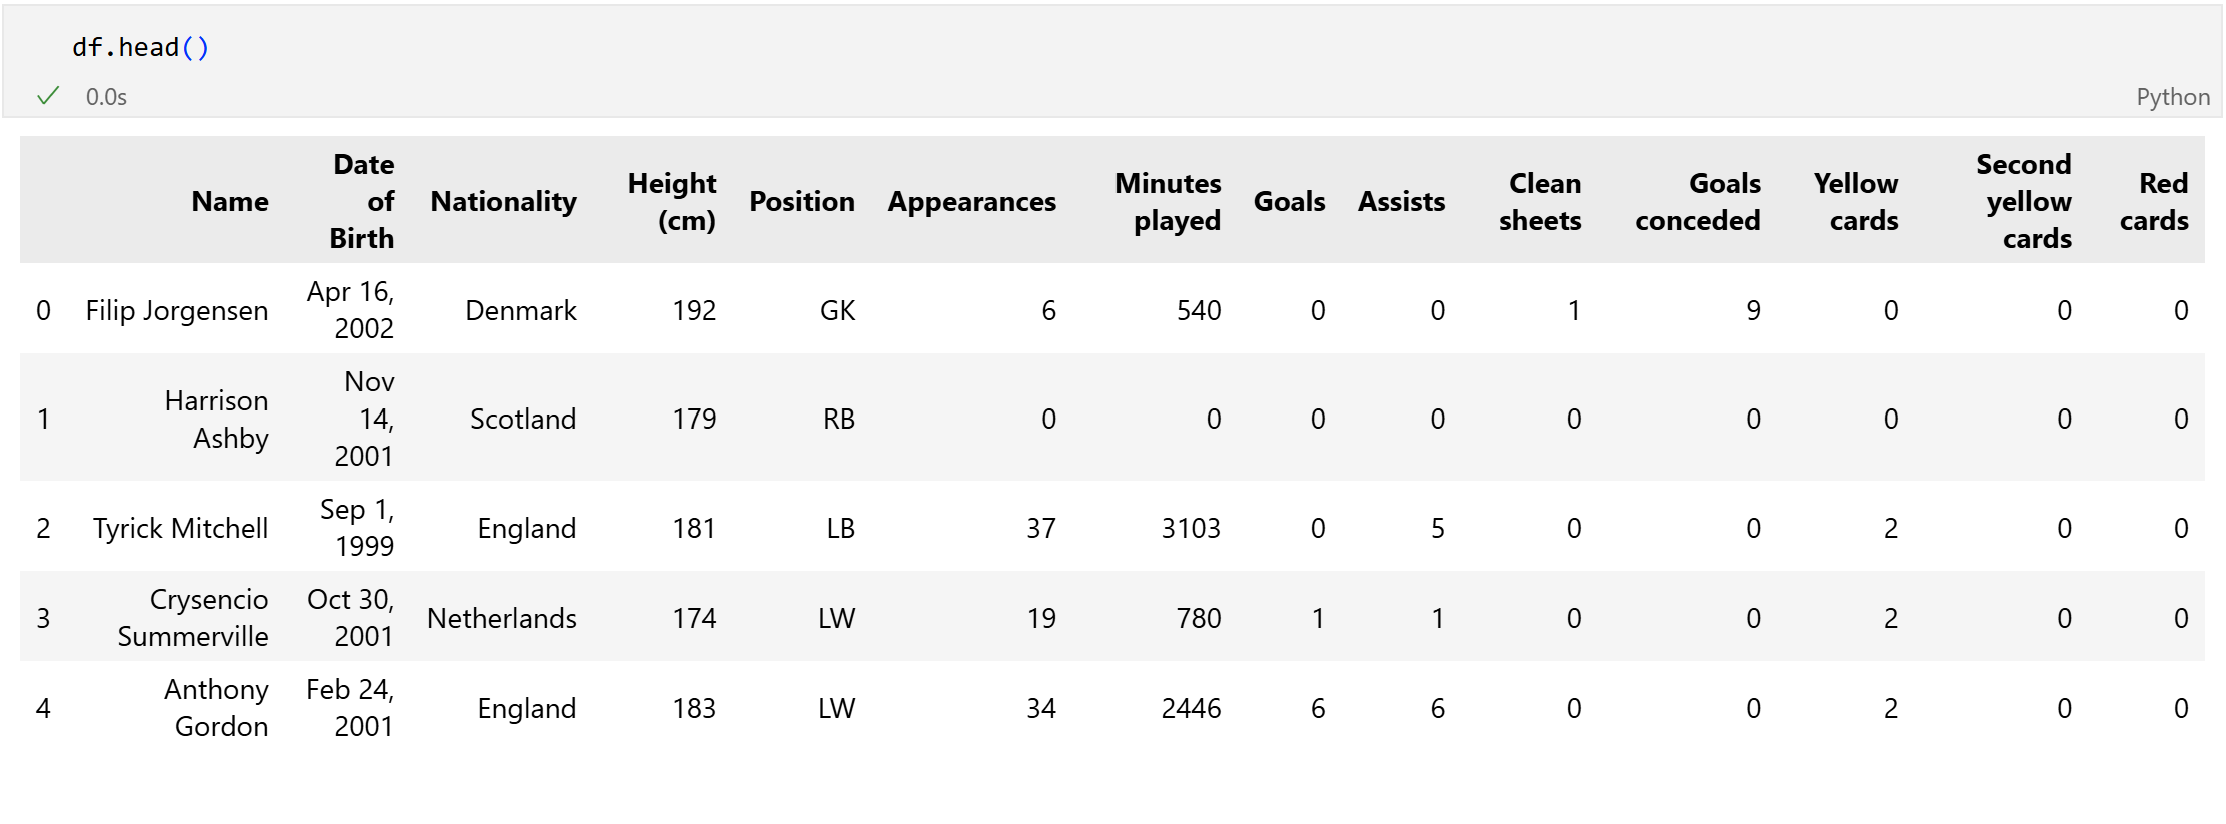 df.head()
0.0s
Python
Name Date of Birth Nationality Height (cm) Position Appearances Minutes played Goals Assists Clean sheets Goals conceded Yellow cards Second yellow cards Red cards
0 Filip Jorgensen Apr 16, 2002 Denmark 192 GK 6 540 0 0 1 9 0 0 0
1 Harrison Ashby Nov 14, 2001 Scotland 179 RB 0 0 0 0 0 0 0 0 0
2 Tyrick Mitchell Sep 1, 1999 England 181 LB 37 3103 0 5 0 0 2 0 0
3 Crysencio Summerville Oct 30, 2001 Netherlands 174 LW 19 780 1 1 0 0 2 0 0
4 Anthony Gordon Feb 24, 2001 England 183 LW 34 2446 6 6 0 0 2 0 0